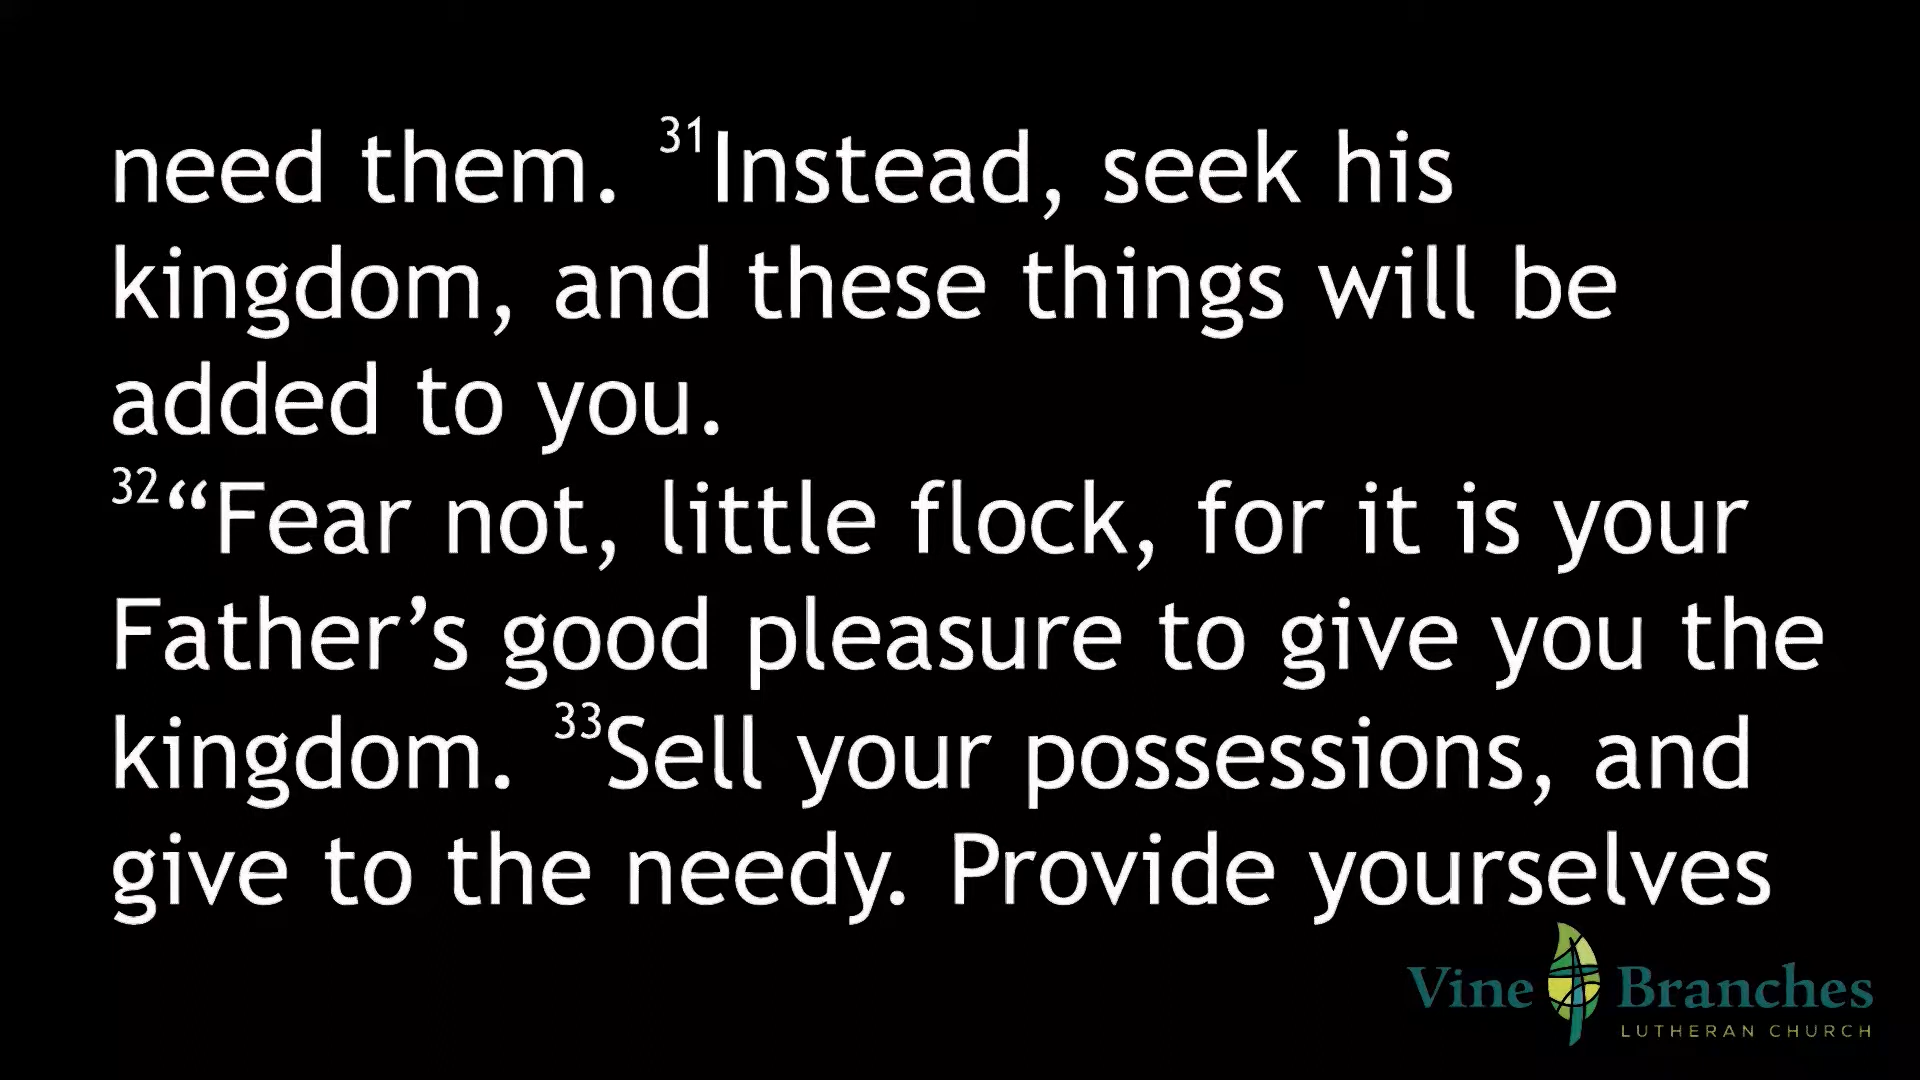 need them. 31Instead, seek his
kingdom, and these things will be
added to you.
32“Fear not, little flock, for it is your
Father’s good pleasure to give you the
kingdom. 33Sell your possessions, and
give to the needy. Provide yourselves
Vine Branches
LUTHERAN CHURCH